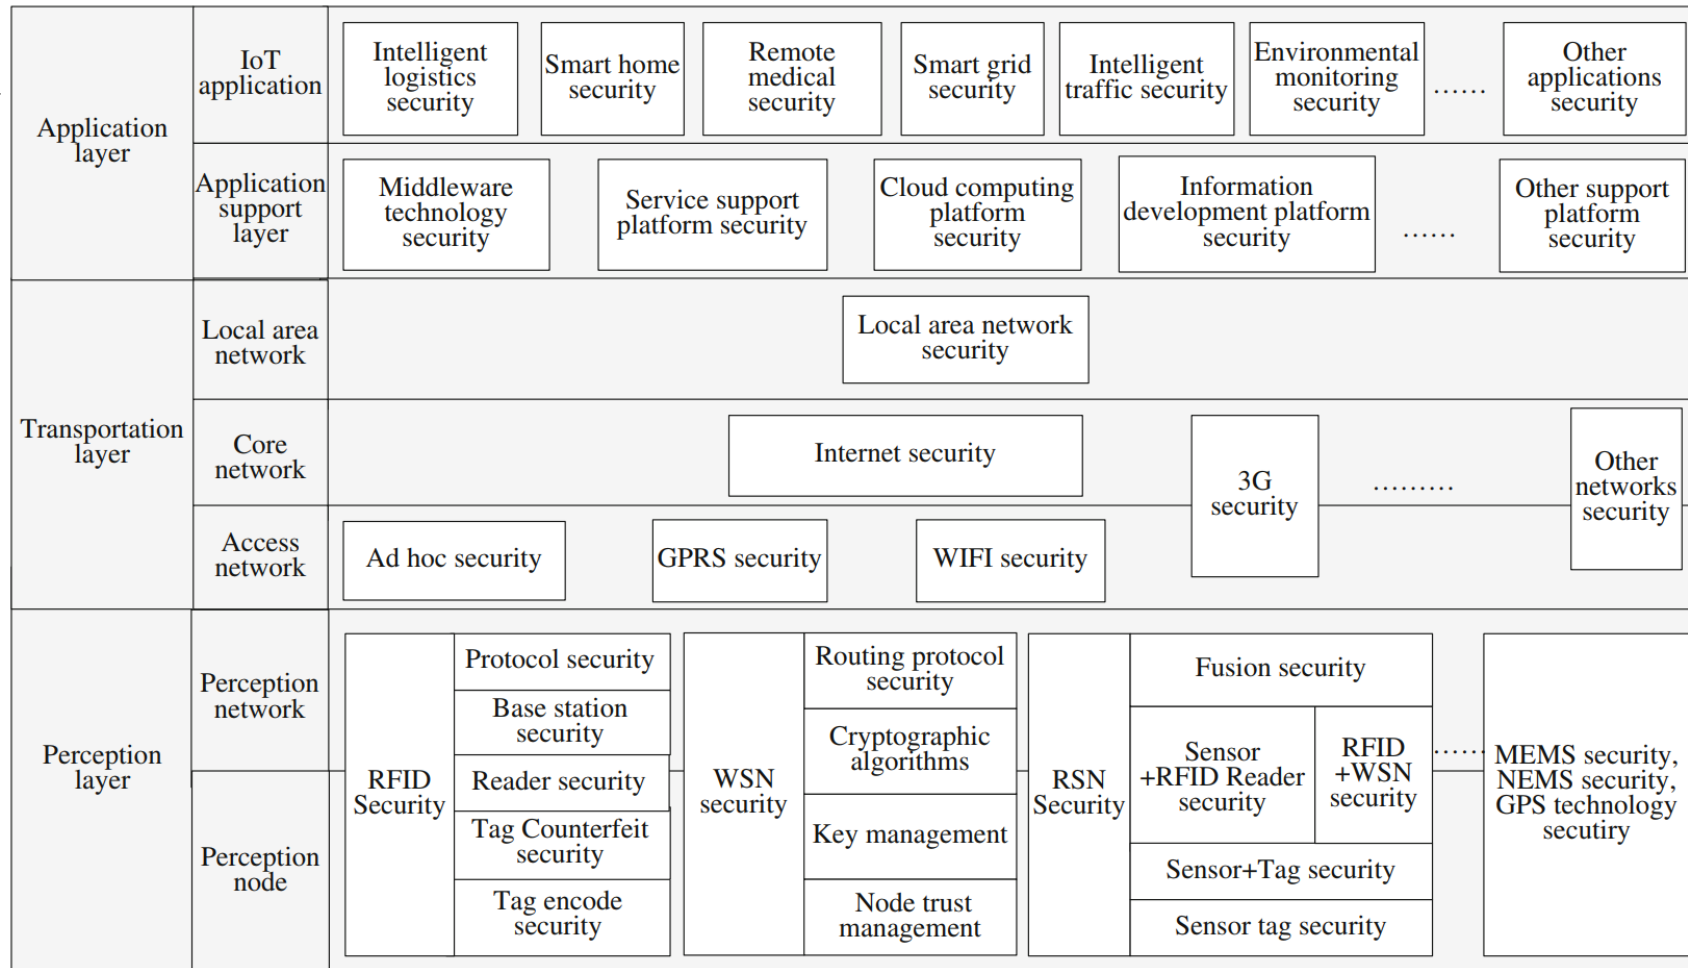 Application
layer
IoT
application
Intelligent
logistics
security
Smart home
security
Remote
medical
security
Smart grid
security
Intelligent
traffic security
Environmental
monitoring
security
......
Other
applications
security
Application
support
layer
Middleware
technology
security
Service support
platform security
Cloud computing
platform
security
Information
development platform
security
......
Other support
platform
security
Transportation
layer
Local area
network
Local area network
security
Core
network
Internet security
3G
security
.........
Other
networks
security
Access
network
Ad hoc security
GPRS security
WIFI security
Perception
layer
Perception
network
Perception
node
RFID
Security
Protocol security
Base station
security
Reader security
Tag Counterfeit
security
Tag encode
security
WSN
security
Routing protocol
security
Cryptographic
algorithms
Key management
Node trust
management
RSN
Security
Fusion security
Sensor
+RFID Reader
security
RFID
+WSN
security
Sensor+Tag security
Sensor tag security
......
MEMS security,
NEMS security,
GPS technology
secutiry